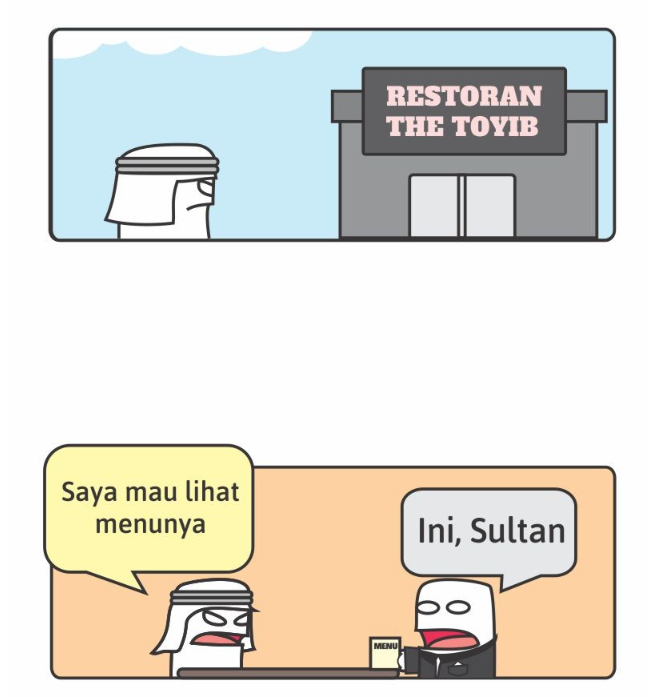 RESTORAN
THE TOYIB
Saya mau lihat
menunya
Ini, Sultan
MENU